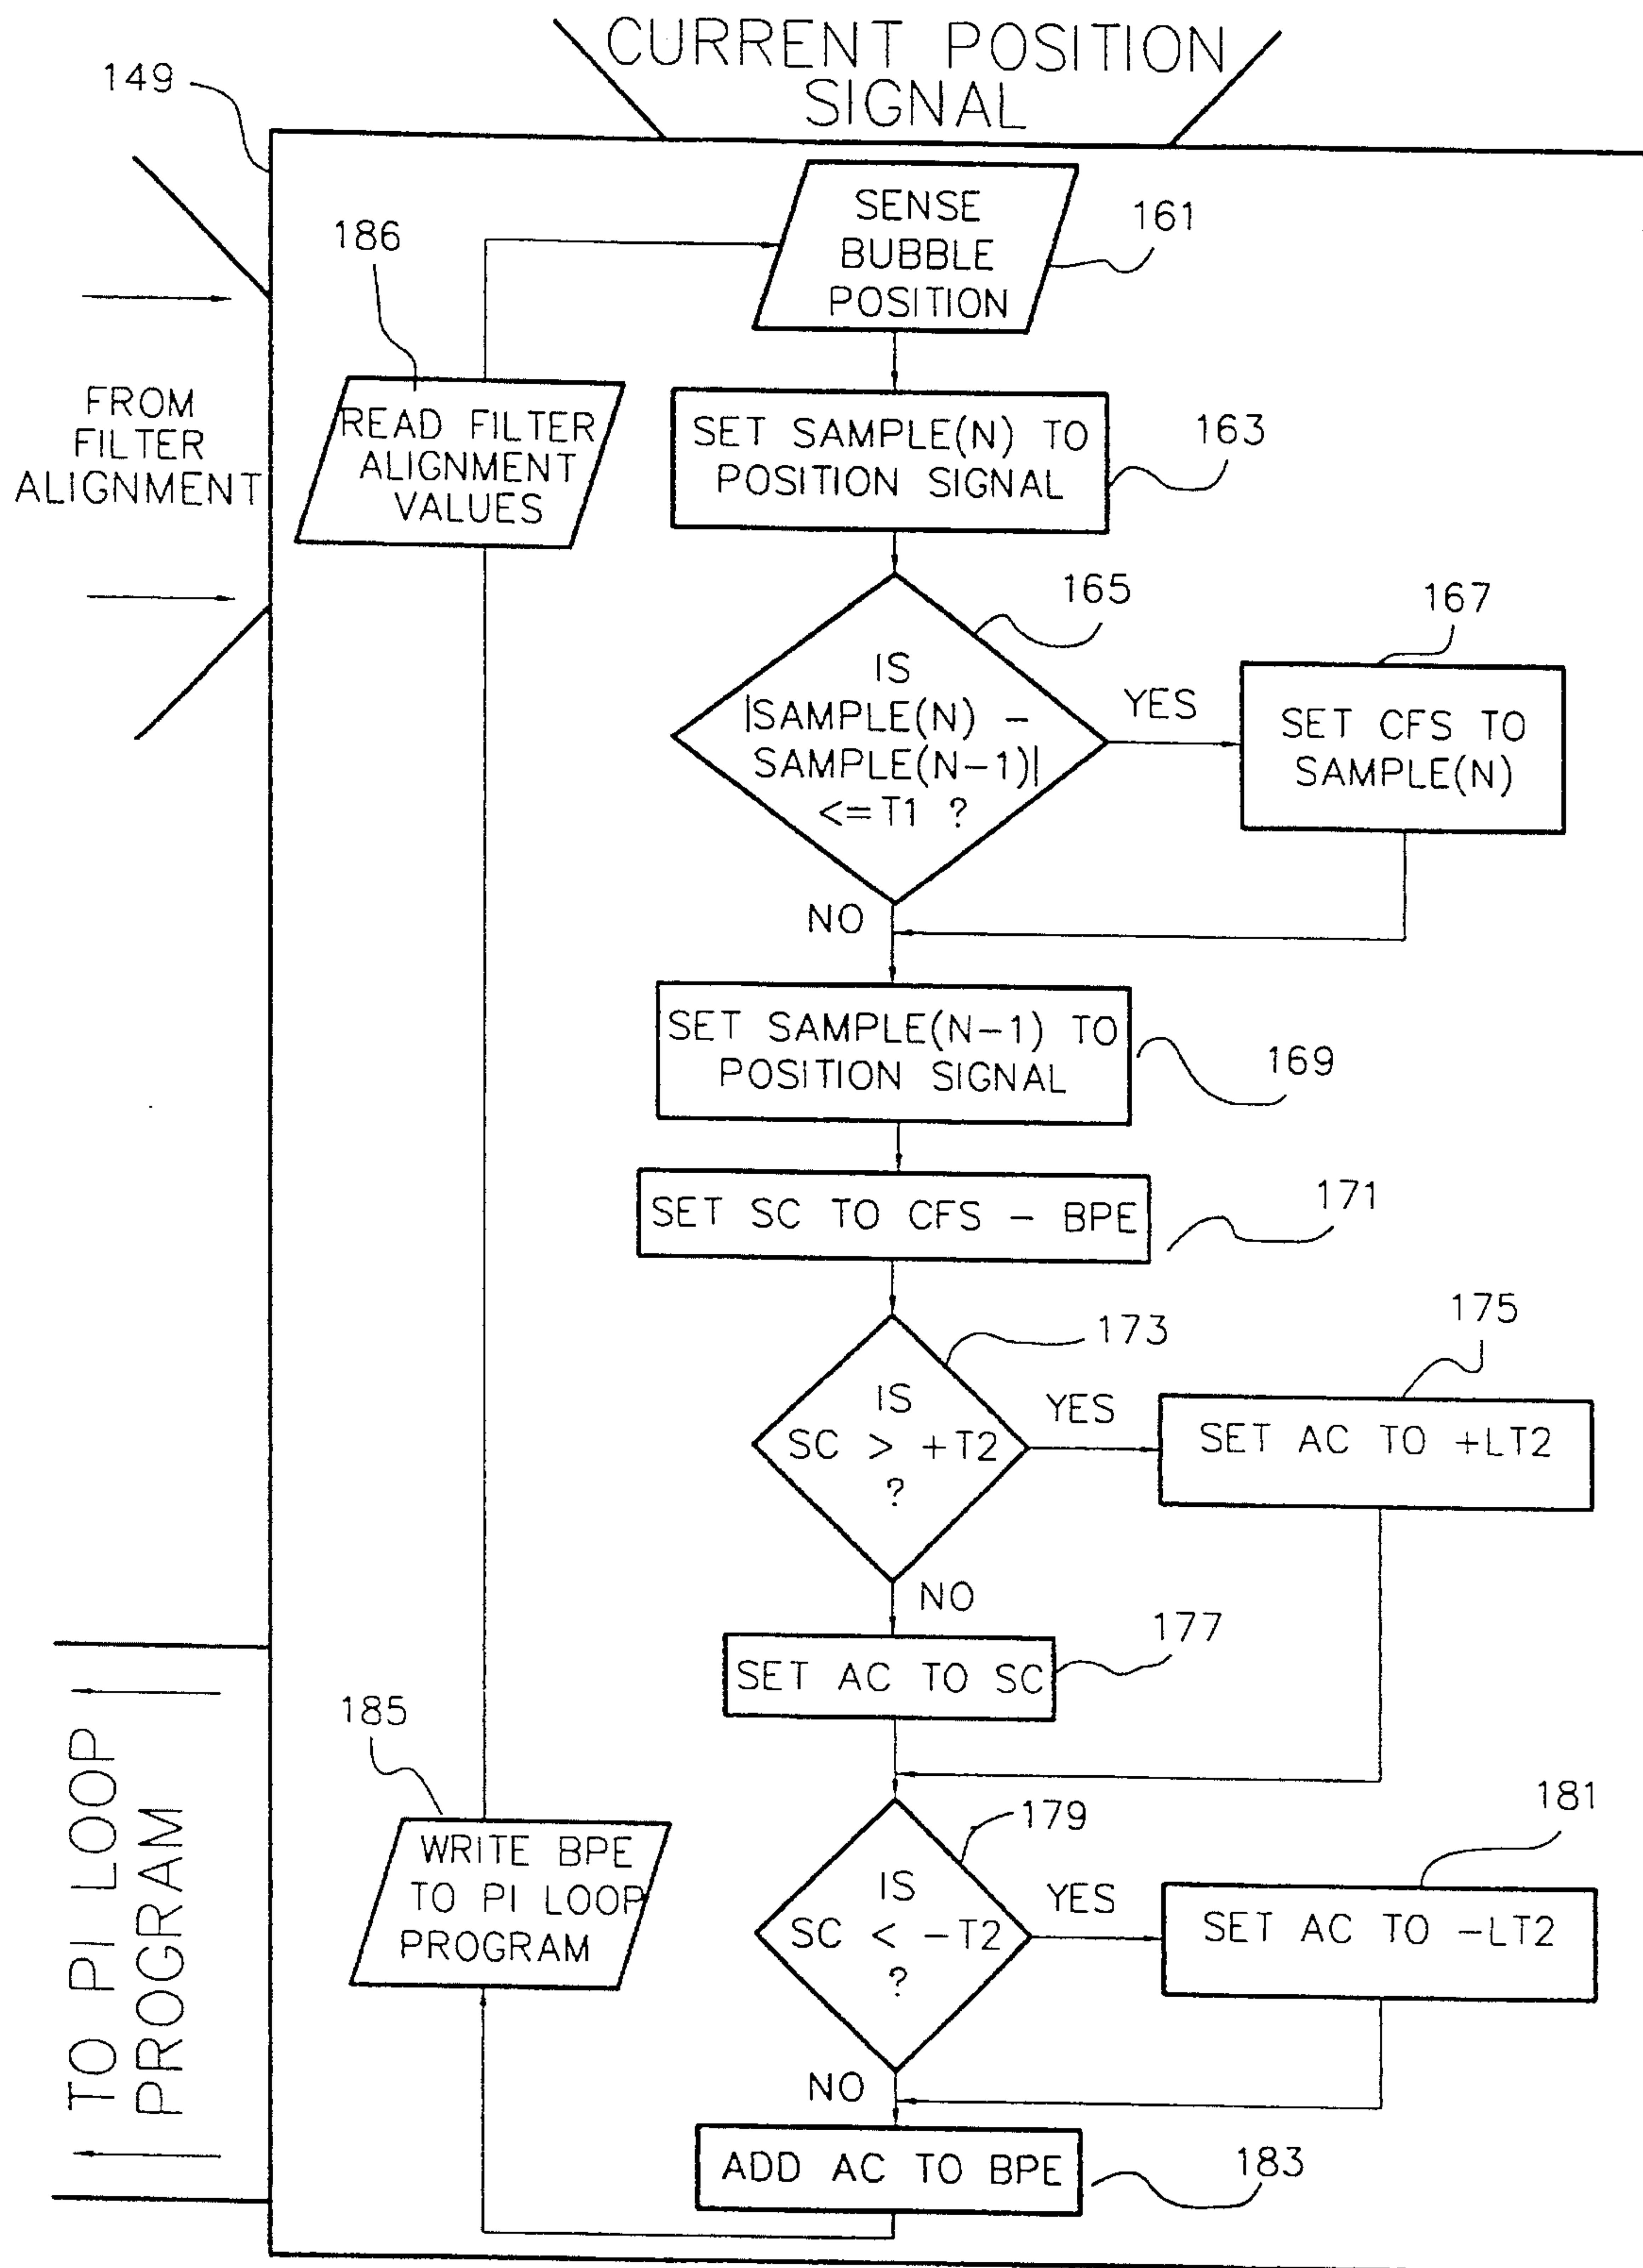 CURRENT POSITION
SIGNAL
149
SENSE
BUBBLE
POSITION
161
186
FROM
FILTER
ALIGNMENT
READ FILTER
ALIGNMENT
VALUES
SET SAMPLE(N) TO
POSITION SIGNAL
163
165
IS
|SAMPLE(N) –
SAMPLE(N–1)|
<=T1 ?
YES
167
SET CFS TO
SAMPLE(N)
NO
SET SAMPLE(N–1) TO
POSITION SIGNAL
169
SET SC TO CFS – BPE
171
173
IS
SC > +T2
?
YES
175
SET AC TO +LT2
NO
177
SET AC TO SC
179
IS
SC < –T2
?
YES
181
SET AC TO –LT2
NO
ADD AC TO BPE
183
185
WRITE BPE
TO PI LOOP
PROGRAM
TO PI LOOP
PROGRAM